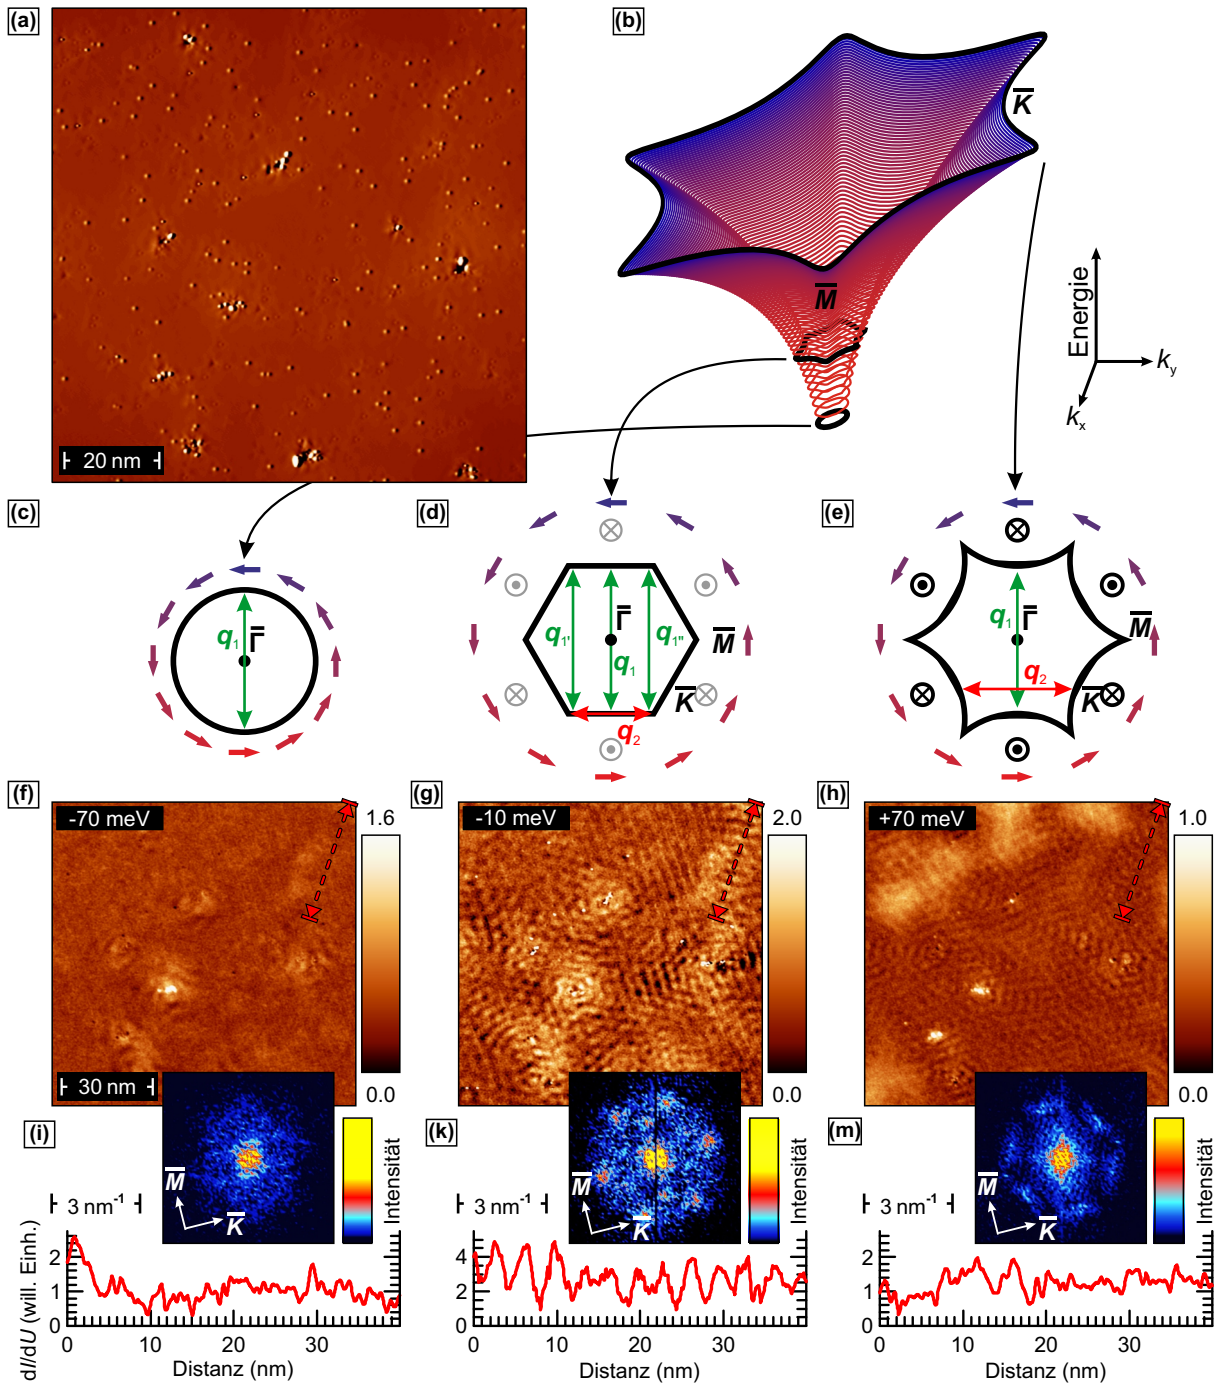 (a)
(b)
K
M
Energie
k y
k x
20 nm
(c)
(d)
(e)
q1
Γ
q1'
Γ
q1
q1''
M
K
q2
q1
Γ
M
q2
K
(f)
-70 meV
1.6
0.0
30 nm
(g)
-10 meV
2.0
0.0
(h)
+70 meV
1.0
0.0
(i)
M
K
3 nm-1
Intensität
(k)
M
K
3 nm-1
Intensität
(m)
M
K
3 nm-1
Intensität
dI/dU (will. Einh.)
2
1
0
0 10 20 30
Distanz (nm)
4
2
0
0 10 20 30
Distanz (nm)
2
1
0
0 10 20 30
Distanz (nm)